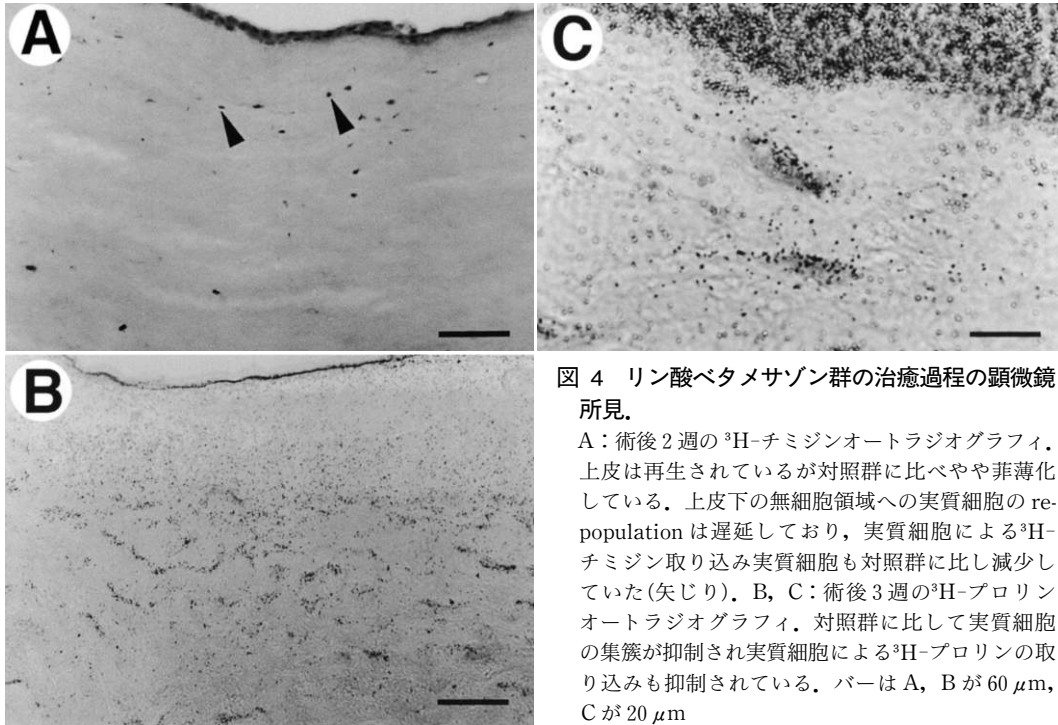 A
C
B
図 4 リン酸ベタメサゾン群の治癒過程の顕微鏡
所見.
A：術後 2 週の ³H-チミジンオートラジオグラフィ.
上皮は再生されているが対照群に比べやや菲薄化
している．上皮下の無細胞領域への実質細胞の re-
population は遅延しており，実質細胞による³H-
チミジン取り込み実質細胞も対照群に比し減少し
ていた(矢じり)．B，C：術後 3 週の³H-プロリン
オートラジオグラフィ．対照群に比して実質細胞
の集簇が抑制され実質細胞による³H-プロリンの取
り込みも抑制されている．バーは A，B が 60 μm,
C が 20 μm